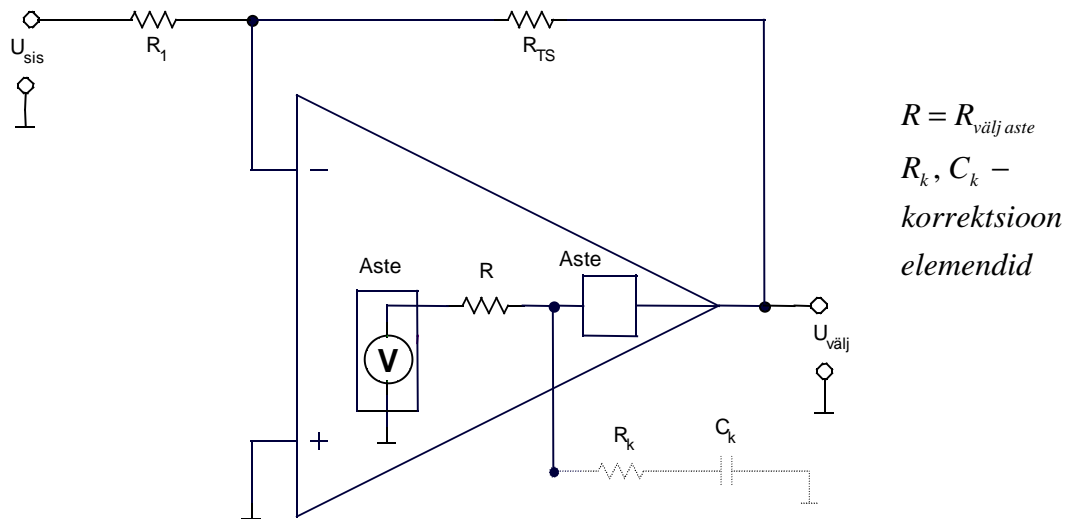 U_sis
R_1
R_TS
−
Aste
V
R
Aste
U_välj
+
R_k
C_k
R = R_välj aste
R_k, C_k −
korrektsioon
elemendid